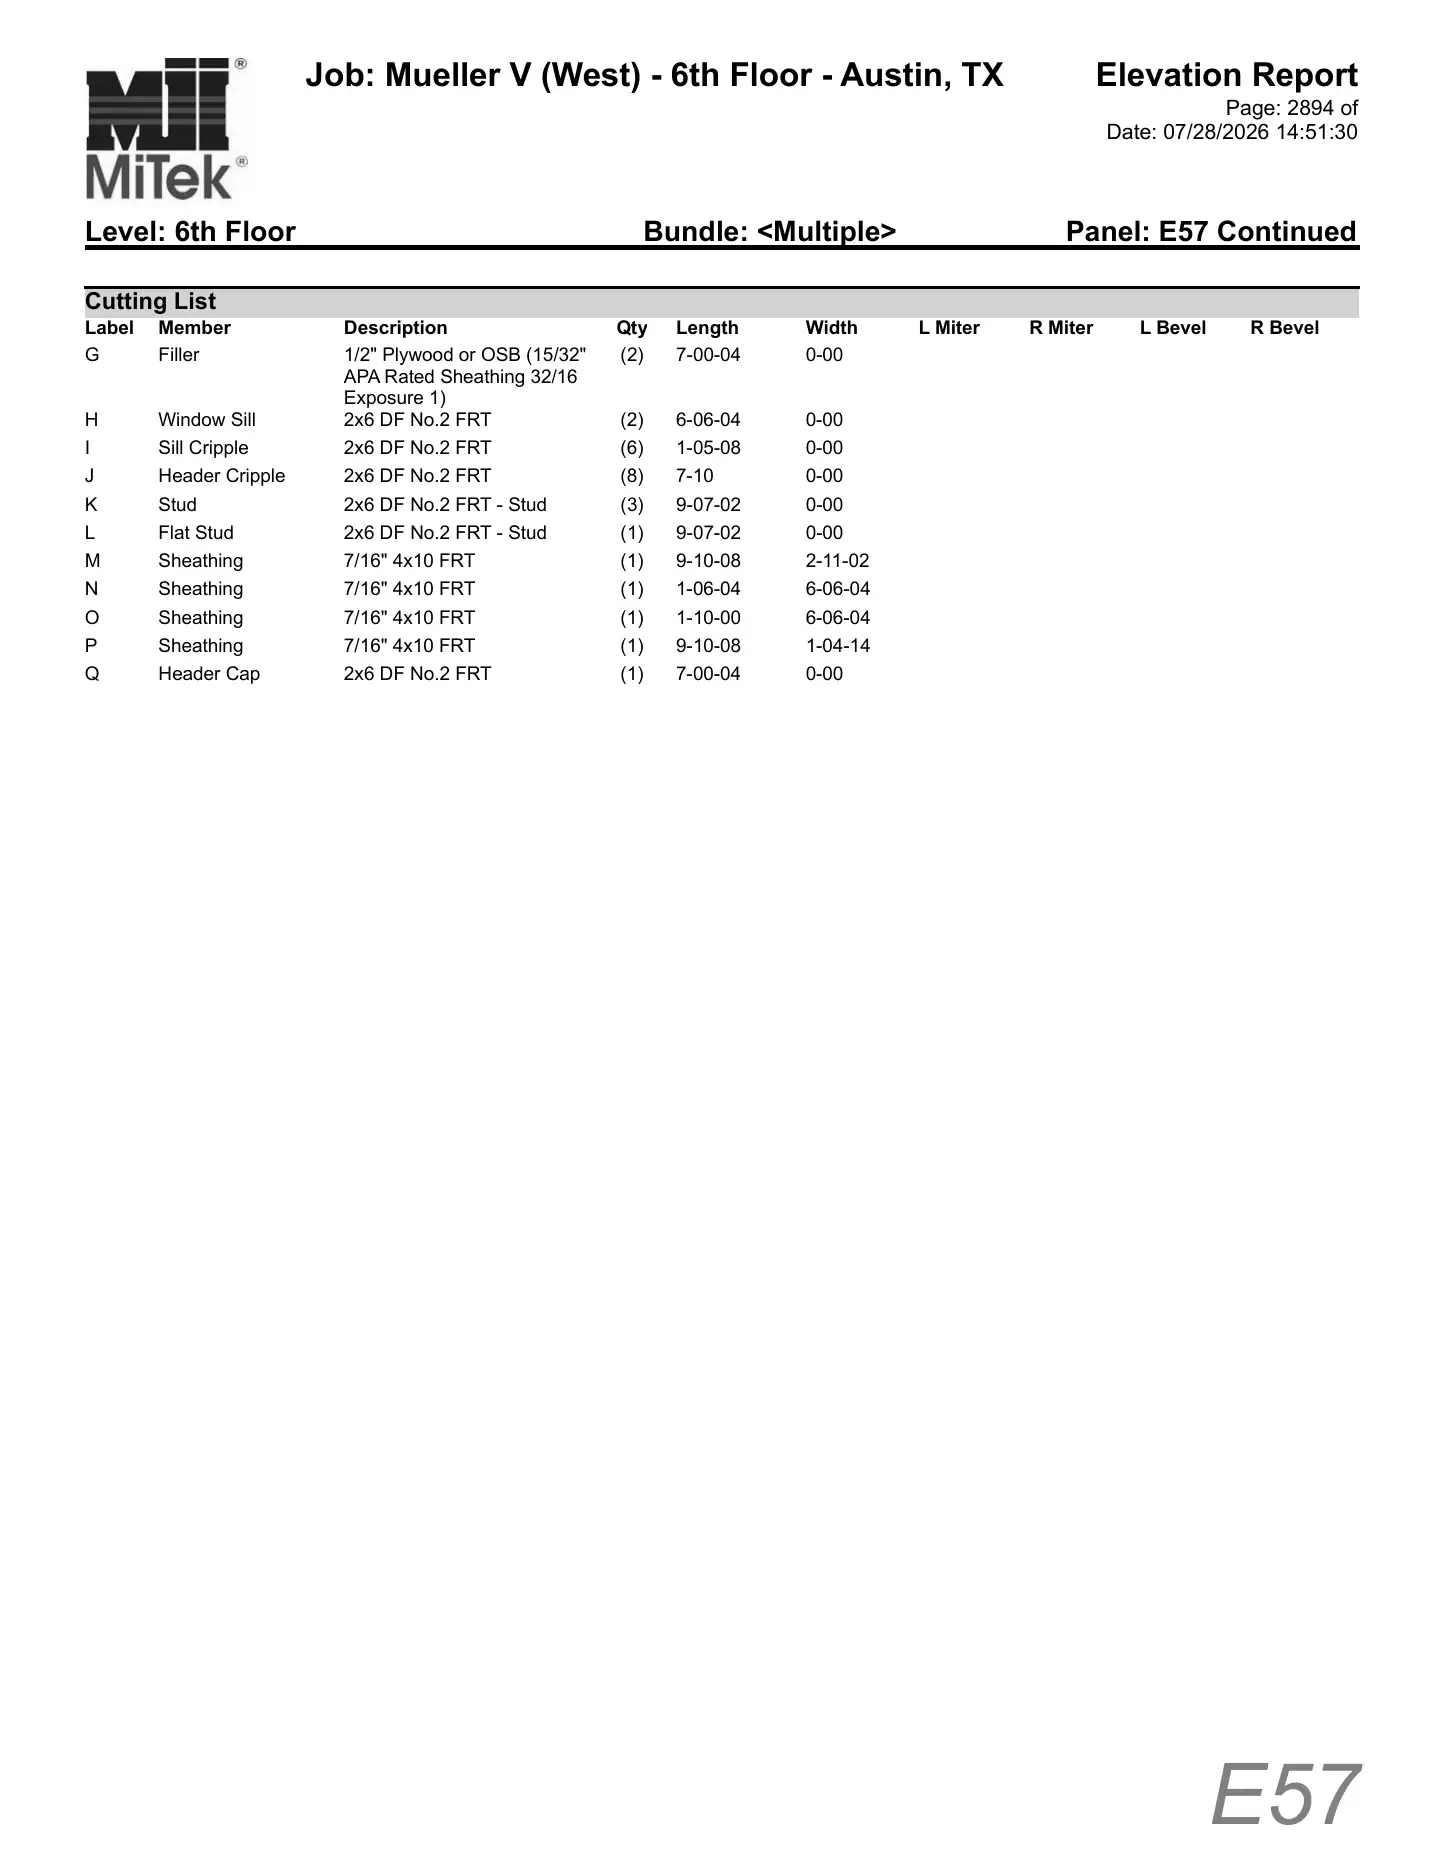 MiTek®
Job: Mueller V (West) - 6th Floor - Austin, TX
Elevation Report
Page: 2894 of
Date: 07/28/2026 14:51:30
Level: 6th Floor Bundle: <Multiple> Panel: E57 Continued
Cutting List
Label Member Description Qty Length Width L Miter R Miter L Bevel R Bevel
G Filler 1/2" Plywood or OSB (15/32" (2) 7-00-04 0-00
APA Rated Sheathing 32/16
Exposure 1)
H Window Sill 2x6 DF No.2 FRT (2) 6-06-04 0-00
I Sill Cripple 2x6 DF No.2 FRT (6) 1-05-08 0-00
J Header Cripple 2x6 DF No.2 FRT (8) 7-10 0-00
K Stud 2x6 DF No.2 FRT - Stud (3) 9-07-02 0-00
L Flat Stud 2x6 DF No.2 FRT - Stud (1) 9-07-02 0-00
M Sheathing 7/16" 4x10 FRT (1) 9-10-08 2-11-02
N Sheathing 7/16" 4x10 FRT (1) 1-06-04 6-06-04
O Sheathing 7/16" 4x10 FRT (1) 1-10-00 6-06-04
P Sheathing 7/16" 4x10 FRT (1) 9-10-08 1-04-14
Q Header Cap 2x6 DF No.2 FRT (1) 7-00-04 0-00
E57